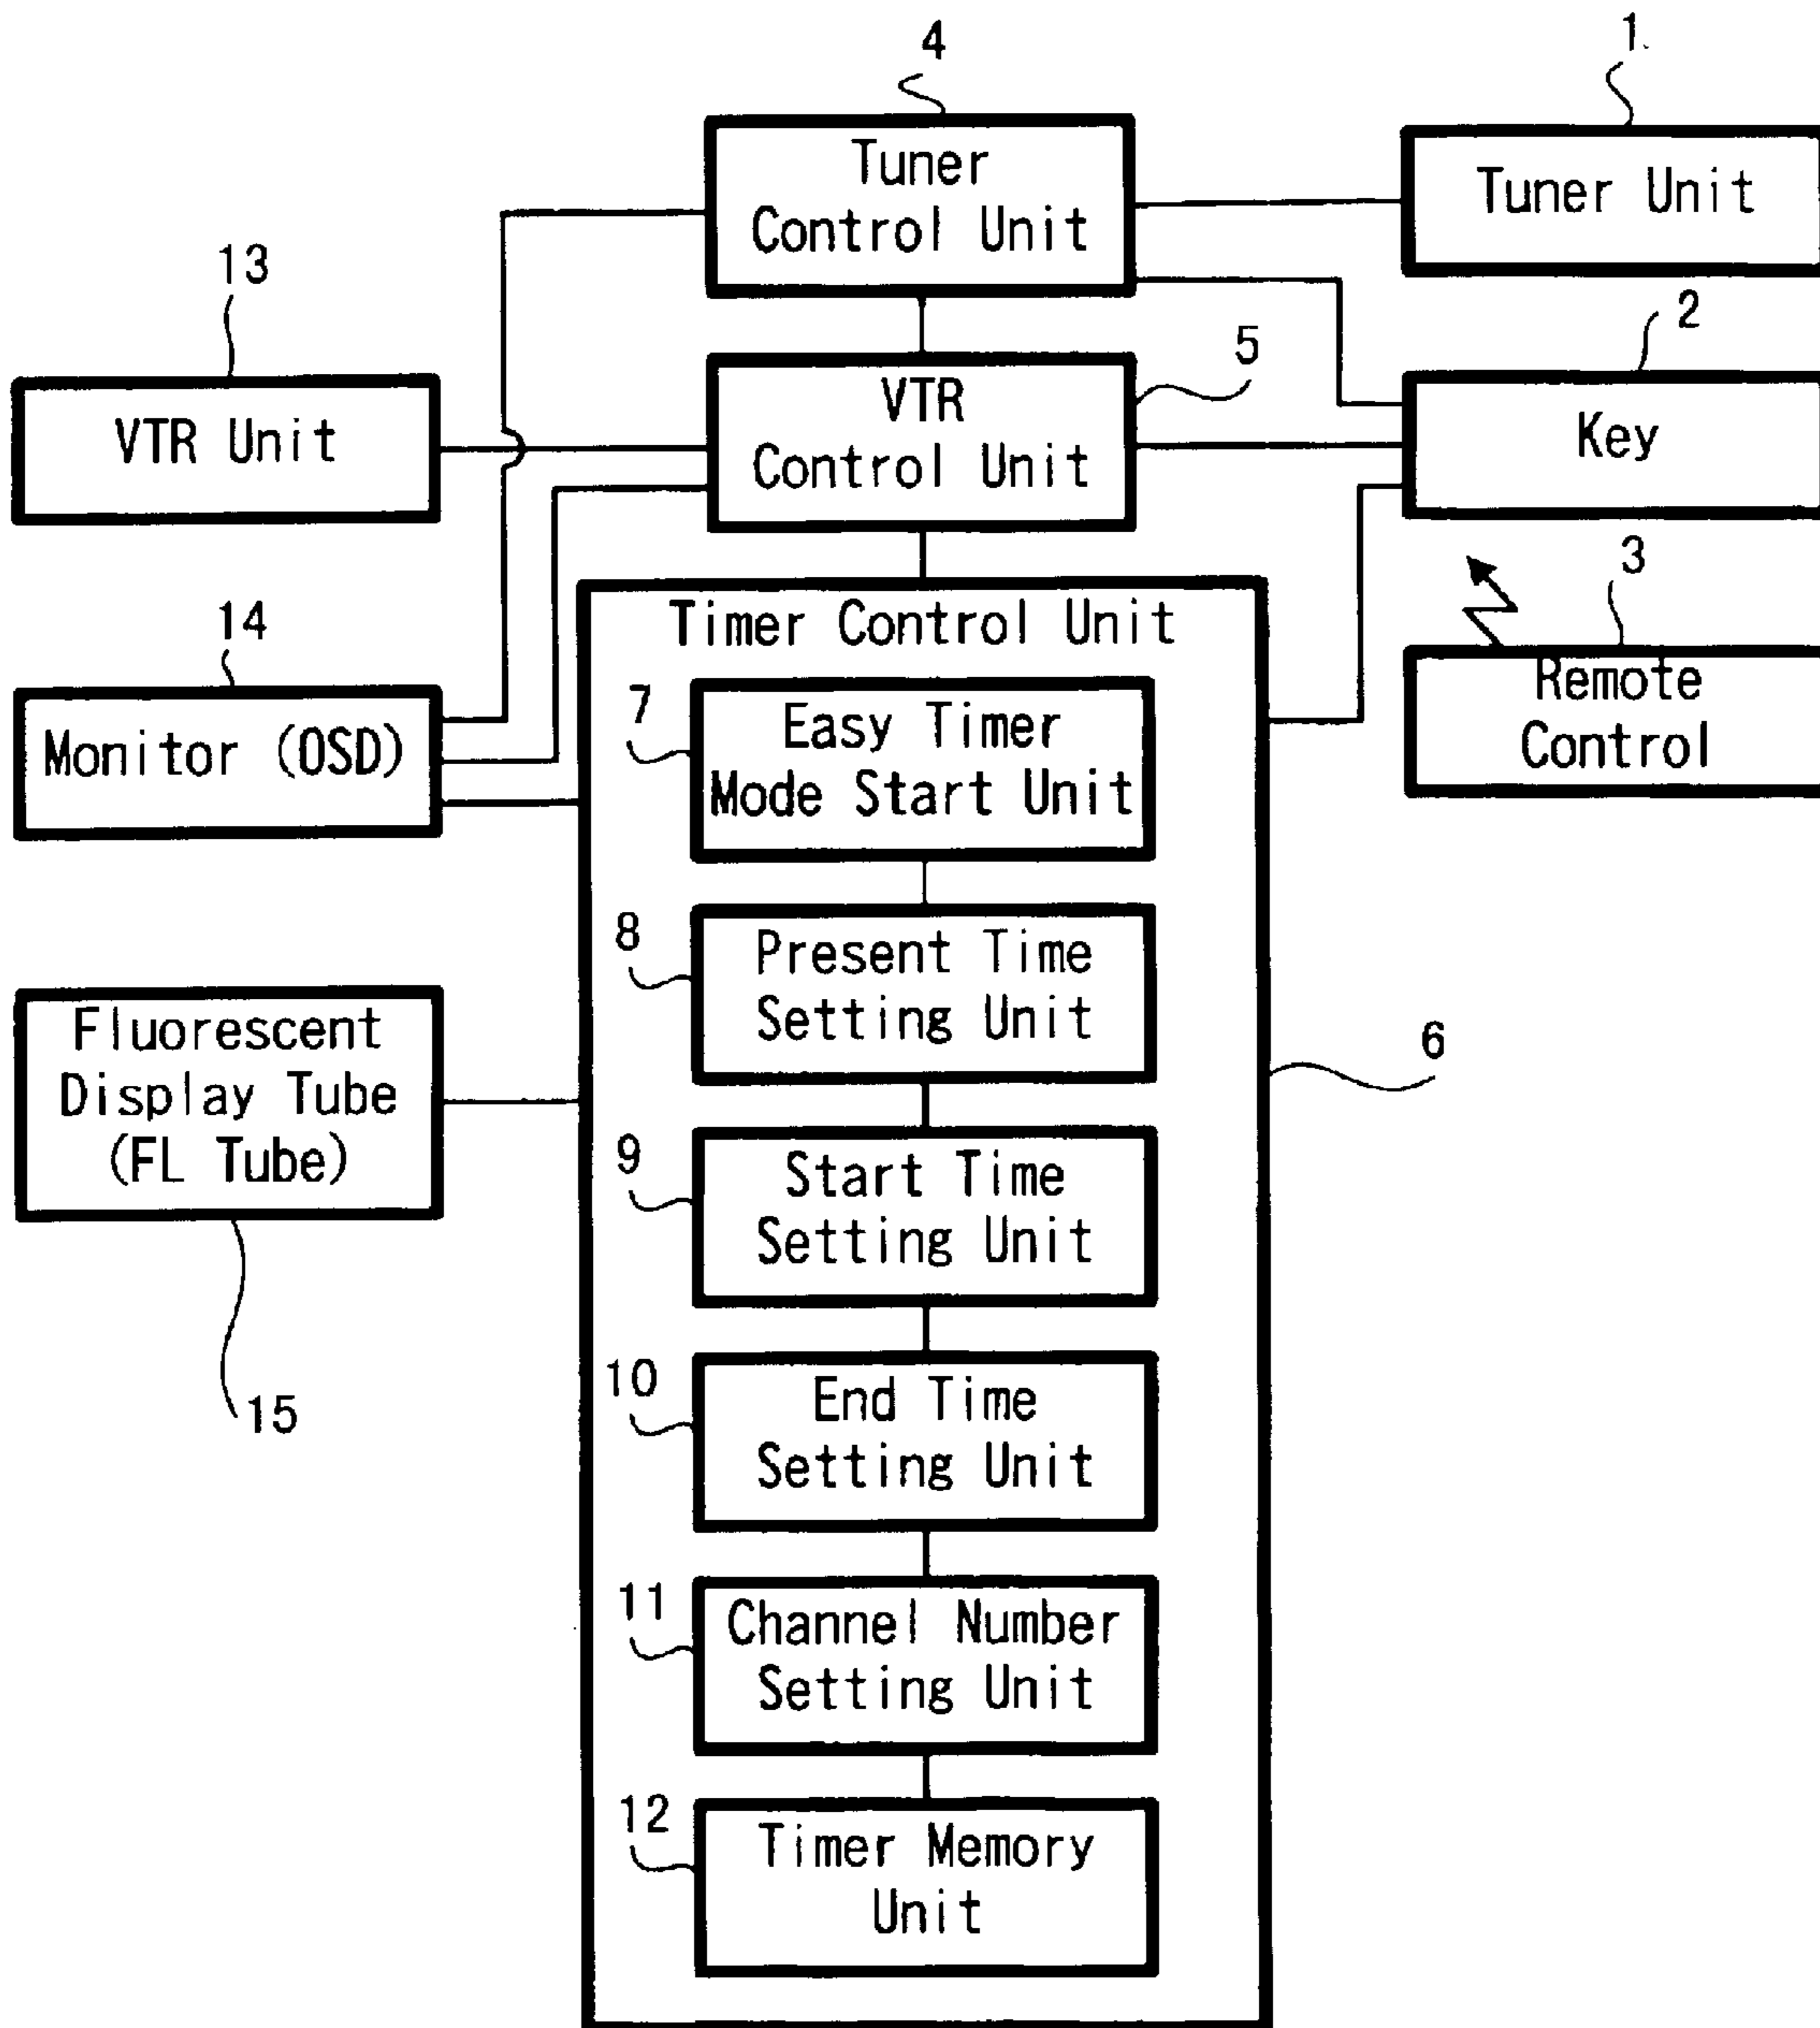 4
1
Tuner
Control Unit
Tuner Unit
13
2
5
VTR Unit
VTR
Control Unit
Key
3
14
Timer Control Unit
Remote
Control
7
Monitor (OSD)
Easy Timer
Mode Start Unit
8
Present Time
Setting Unit
Fluorescent
Display Tube
(FL Tube)
6
9
Start Time
Setting Unit
15
10
End Time
Setting Unit
11
Channel Number
Setting Unit
12
Timer Memory
Unit